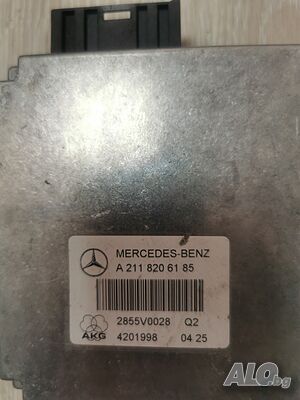 MERCEDES-BENZ
A 211 820 61 85
2855V0028 Q2
AKG 4201998 04 25
ALO.bg